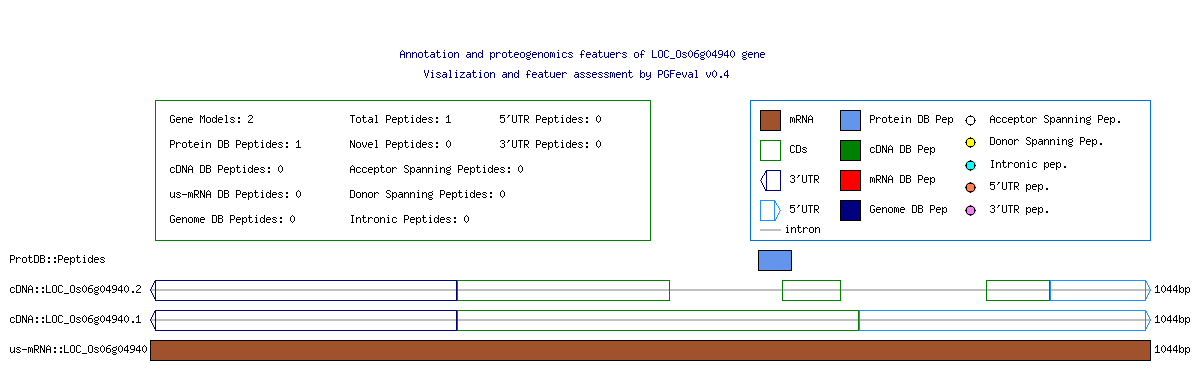 Annotation and proteogenomics featuers of LOC_Os06g04940 gene
Visalization and featuer assessment by PGFeval v0.4
Gene Models: 2 Total Peptides: 1 5'UTR Peptides: 0
Protein DB Peptides: 1 Novel Peptides: 0 3'UTR Peptides: 0
cDNA DB Peptides: 0 Acceptor Spanning Peptides: 0
us-mRNA DB Peptides: 0 Donor Spanning Peptides: 0
Genome DB Peptides: 0 Intronic Peptides: 0
mRNA Protein DB Pep Acceptor Spanning Pep.
CDs cDNA DB Pep Donor Spanning Pep.
3'UTR mRNA DB Pep Intronic pep.
5'UTR Genome DB Pep 5'UTR pep.
intron 3'UTR pep.
ProtDB::Peptides
cDNA::LOC_Os06g04940.2 1044bp
cDNA::LOC_Os06g04940.1 1044bp
us-mRNA::LOC_Os06g04940 1044bp